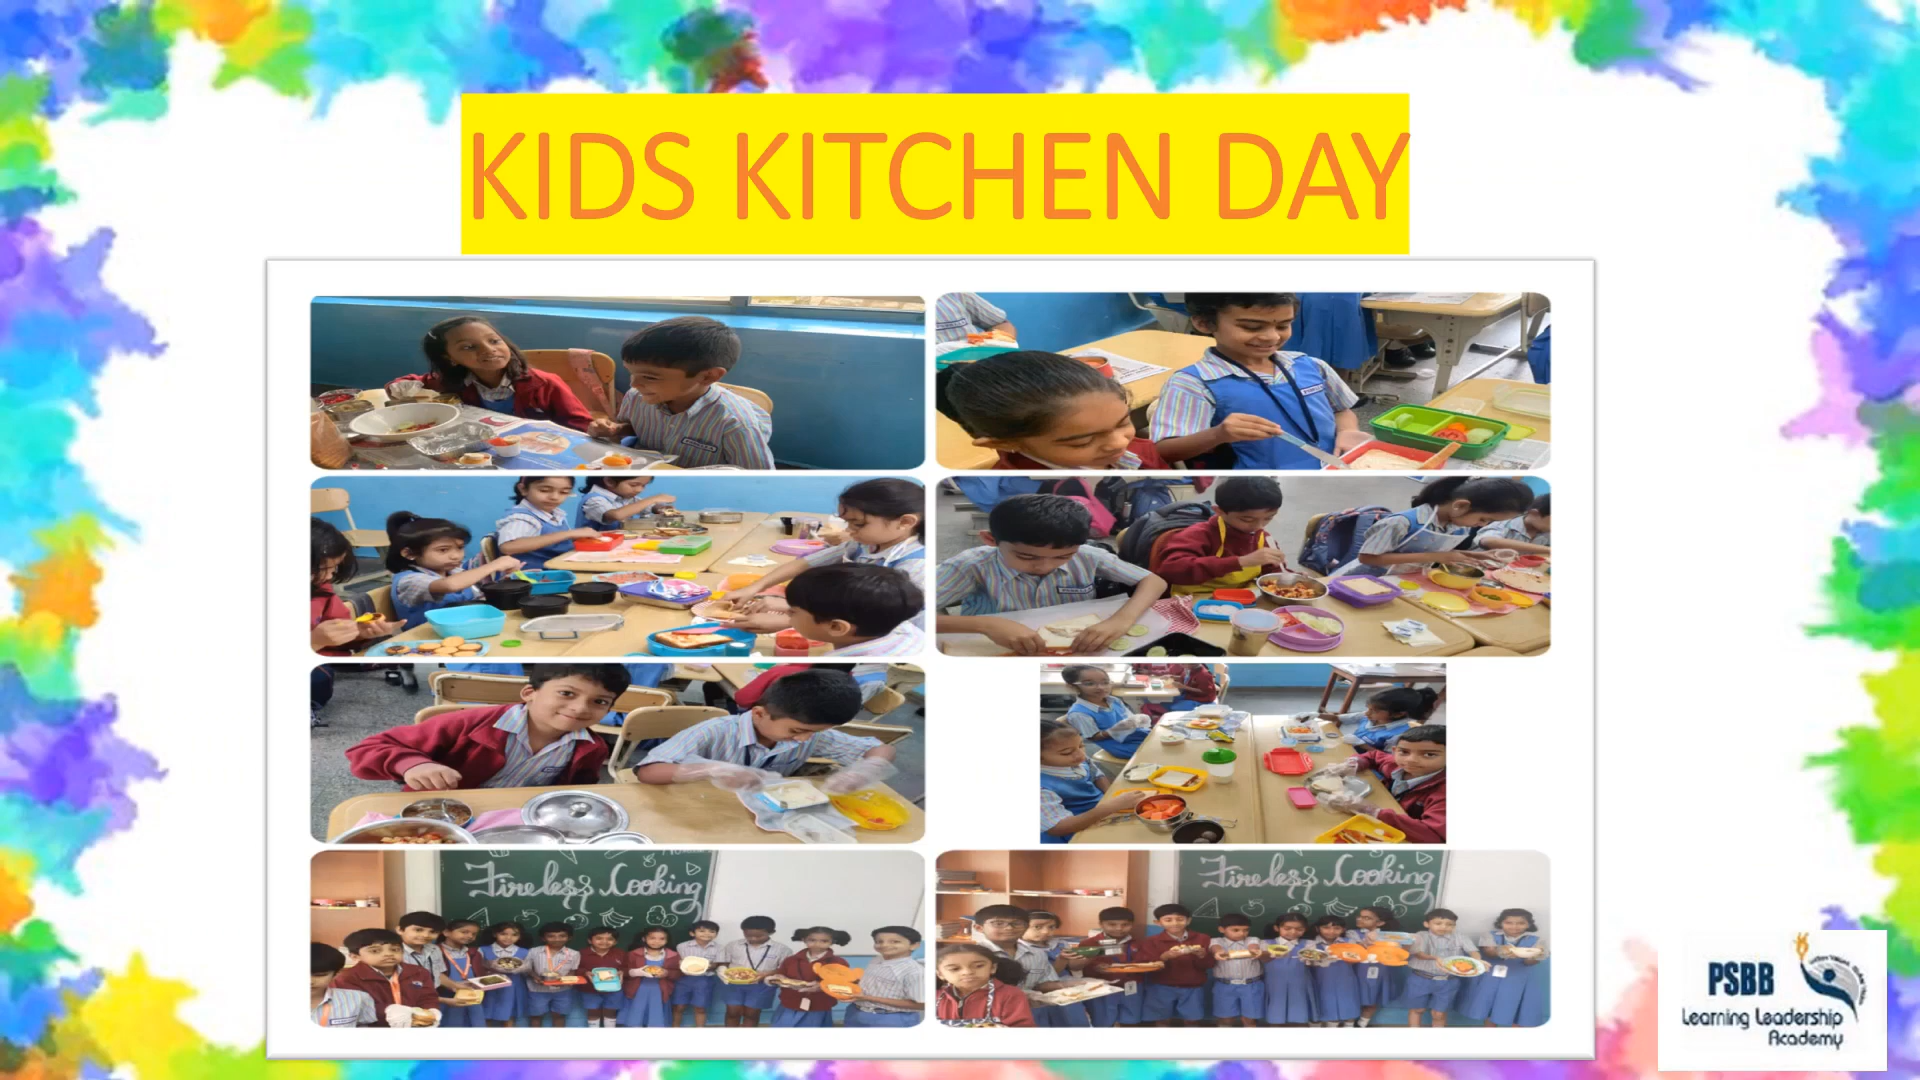 KIDS KITCHEN DAY
Fireless Cooking
Fireless Cooking
PSBB
Learning Leadership
Academy